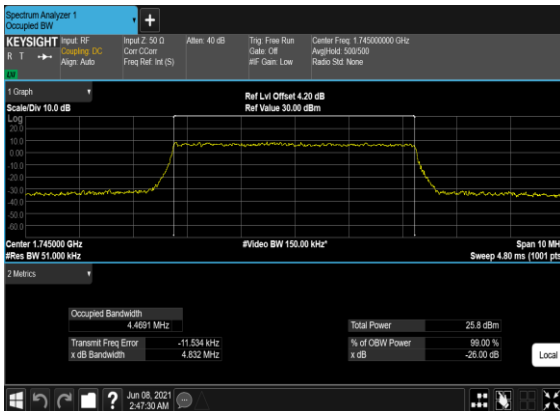 Spectrum Analyzer 1
Occupied BW
+
KEYSIGHT Input: RF Input Z: 50 Ω Atten: 40 dB Trig: Free Run Center Freq: 1.745000000 GHz
R T Coupling: DC Corr CCorr Gate: Off Avg|Hold: 500/500
Align: Auto Freq Ref: Int (S) #IF Gain: Low Radio Std: None
LXI
1 Graph
Ref Lvl Offset 4.20 dB
Scale/Div 10.0 dB Ref Value 30.00 dBm
Log
20.0
10.0
0.00
-10.0
-20.0
-30.0
-40.0
-50.0
-60.0
Center 1.745000 GHz #Video BW 150.00 kHz* Span 10 MH
#Res BW 51.000 kHz Sweep 4.80 ms (1001 pts
2 Metrics
Occupied Bandwidth
4.4691 MHz Total Power 25.8 dBm
Transmit Freq Error -11.534 kHz % of OBW Power 99.00 %
x dB Bandwidth 4.832 MHz x dB -26.00 dB
Local
? Jun 08, 2021
2:47:30 AM